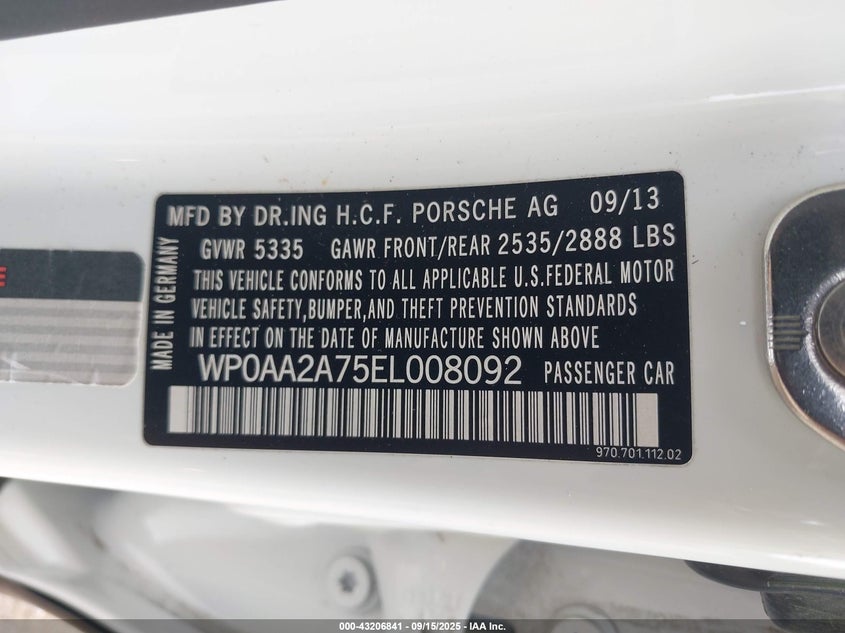 MFD BY DR.ING H.C.F. PORSCHE AG 09/13
GVWR 5335 GAWR FRONT/REAR 2535/2888 LBS
THIS VEHICLE CONFORMS TO ALL APPLICABLE U.S.FEDERAL MOTOR
VEHICLE SAFETY,BUMPER,AND THEFT PREVENTION STANDARDS
IN EFFECT ON THE DATE OF MANUFACTURE SHOWN ABOVE
WP0AA2A75EL008092 PASSENGER CAR
MADE IN GERMANY
970.701.112.02
000-43206841 - 09/15/2025 - IAA Inc.